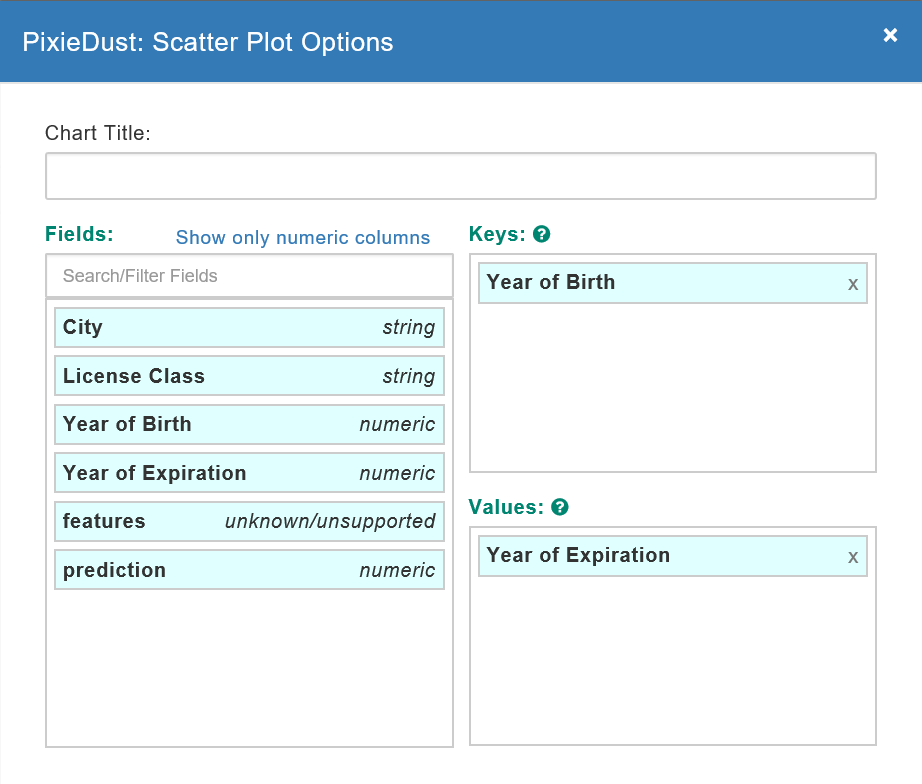 PixieDust: Scatter Plot Options ×
Chart Title:
Fields: Show only numeric columns
Search/Filter Fields
City string
License Class string
Year of Birth numeric
Year of Expiration numeric
features unknown/unsupported
prediction numeric
Keys: ?
Year of Birth x
Values: ?
Year of Expiration x